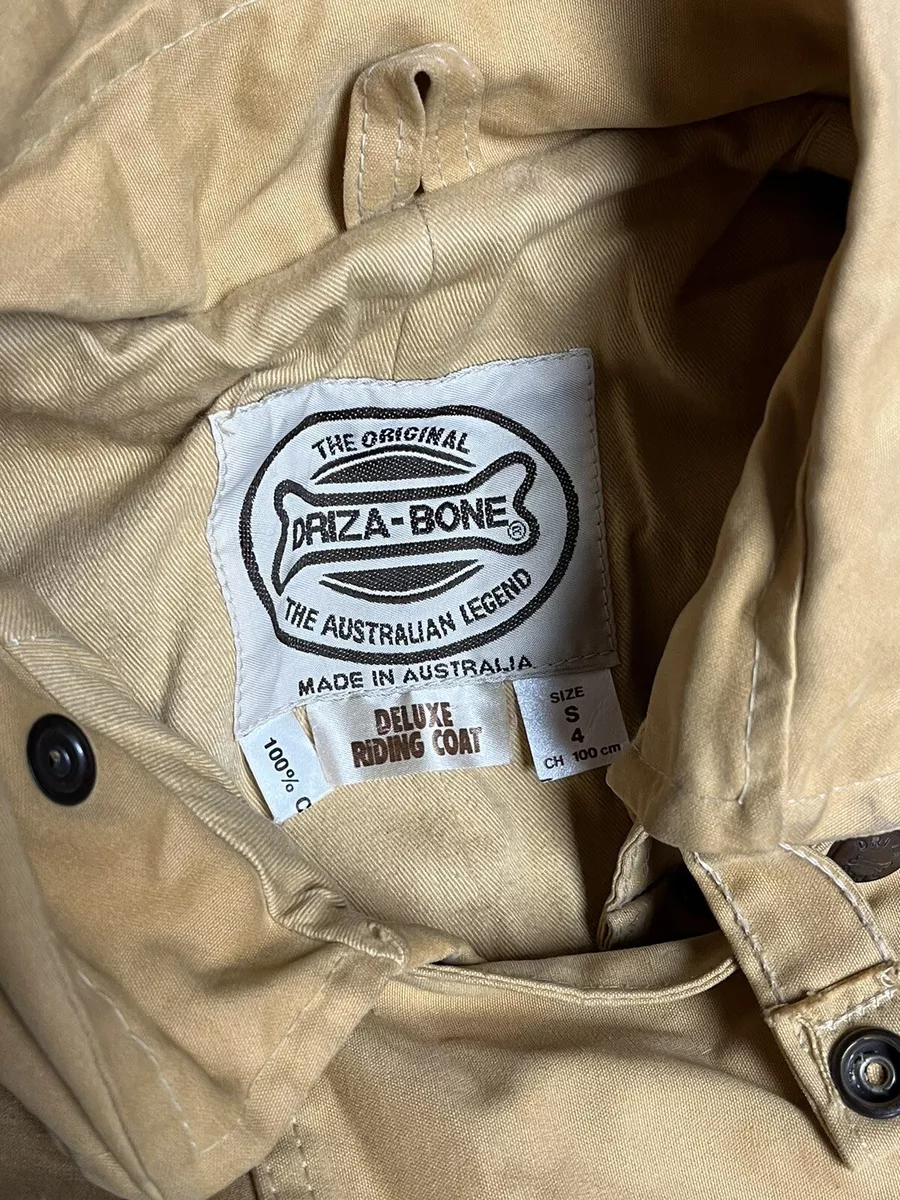 THE ORIGINAL
DRIZA-BONE®
THE AUSTRALIAN LEGEND
MADE IN AUSTRALIA
DELUXE
RIDING COAT
100%
SIZE
S
4
CH 100 cm